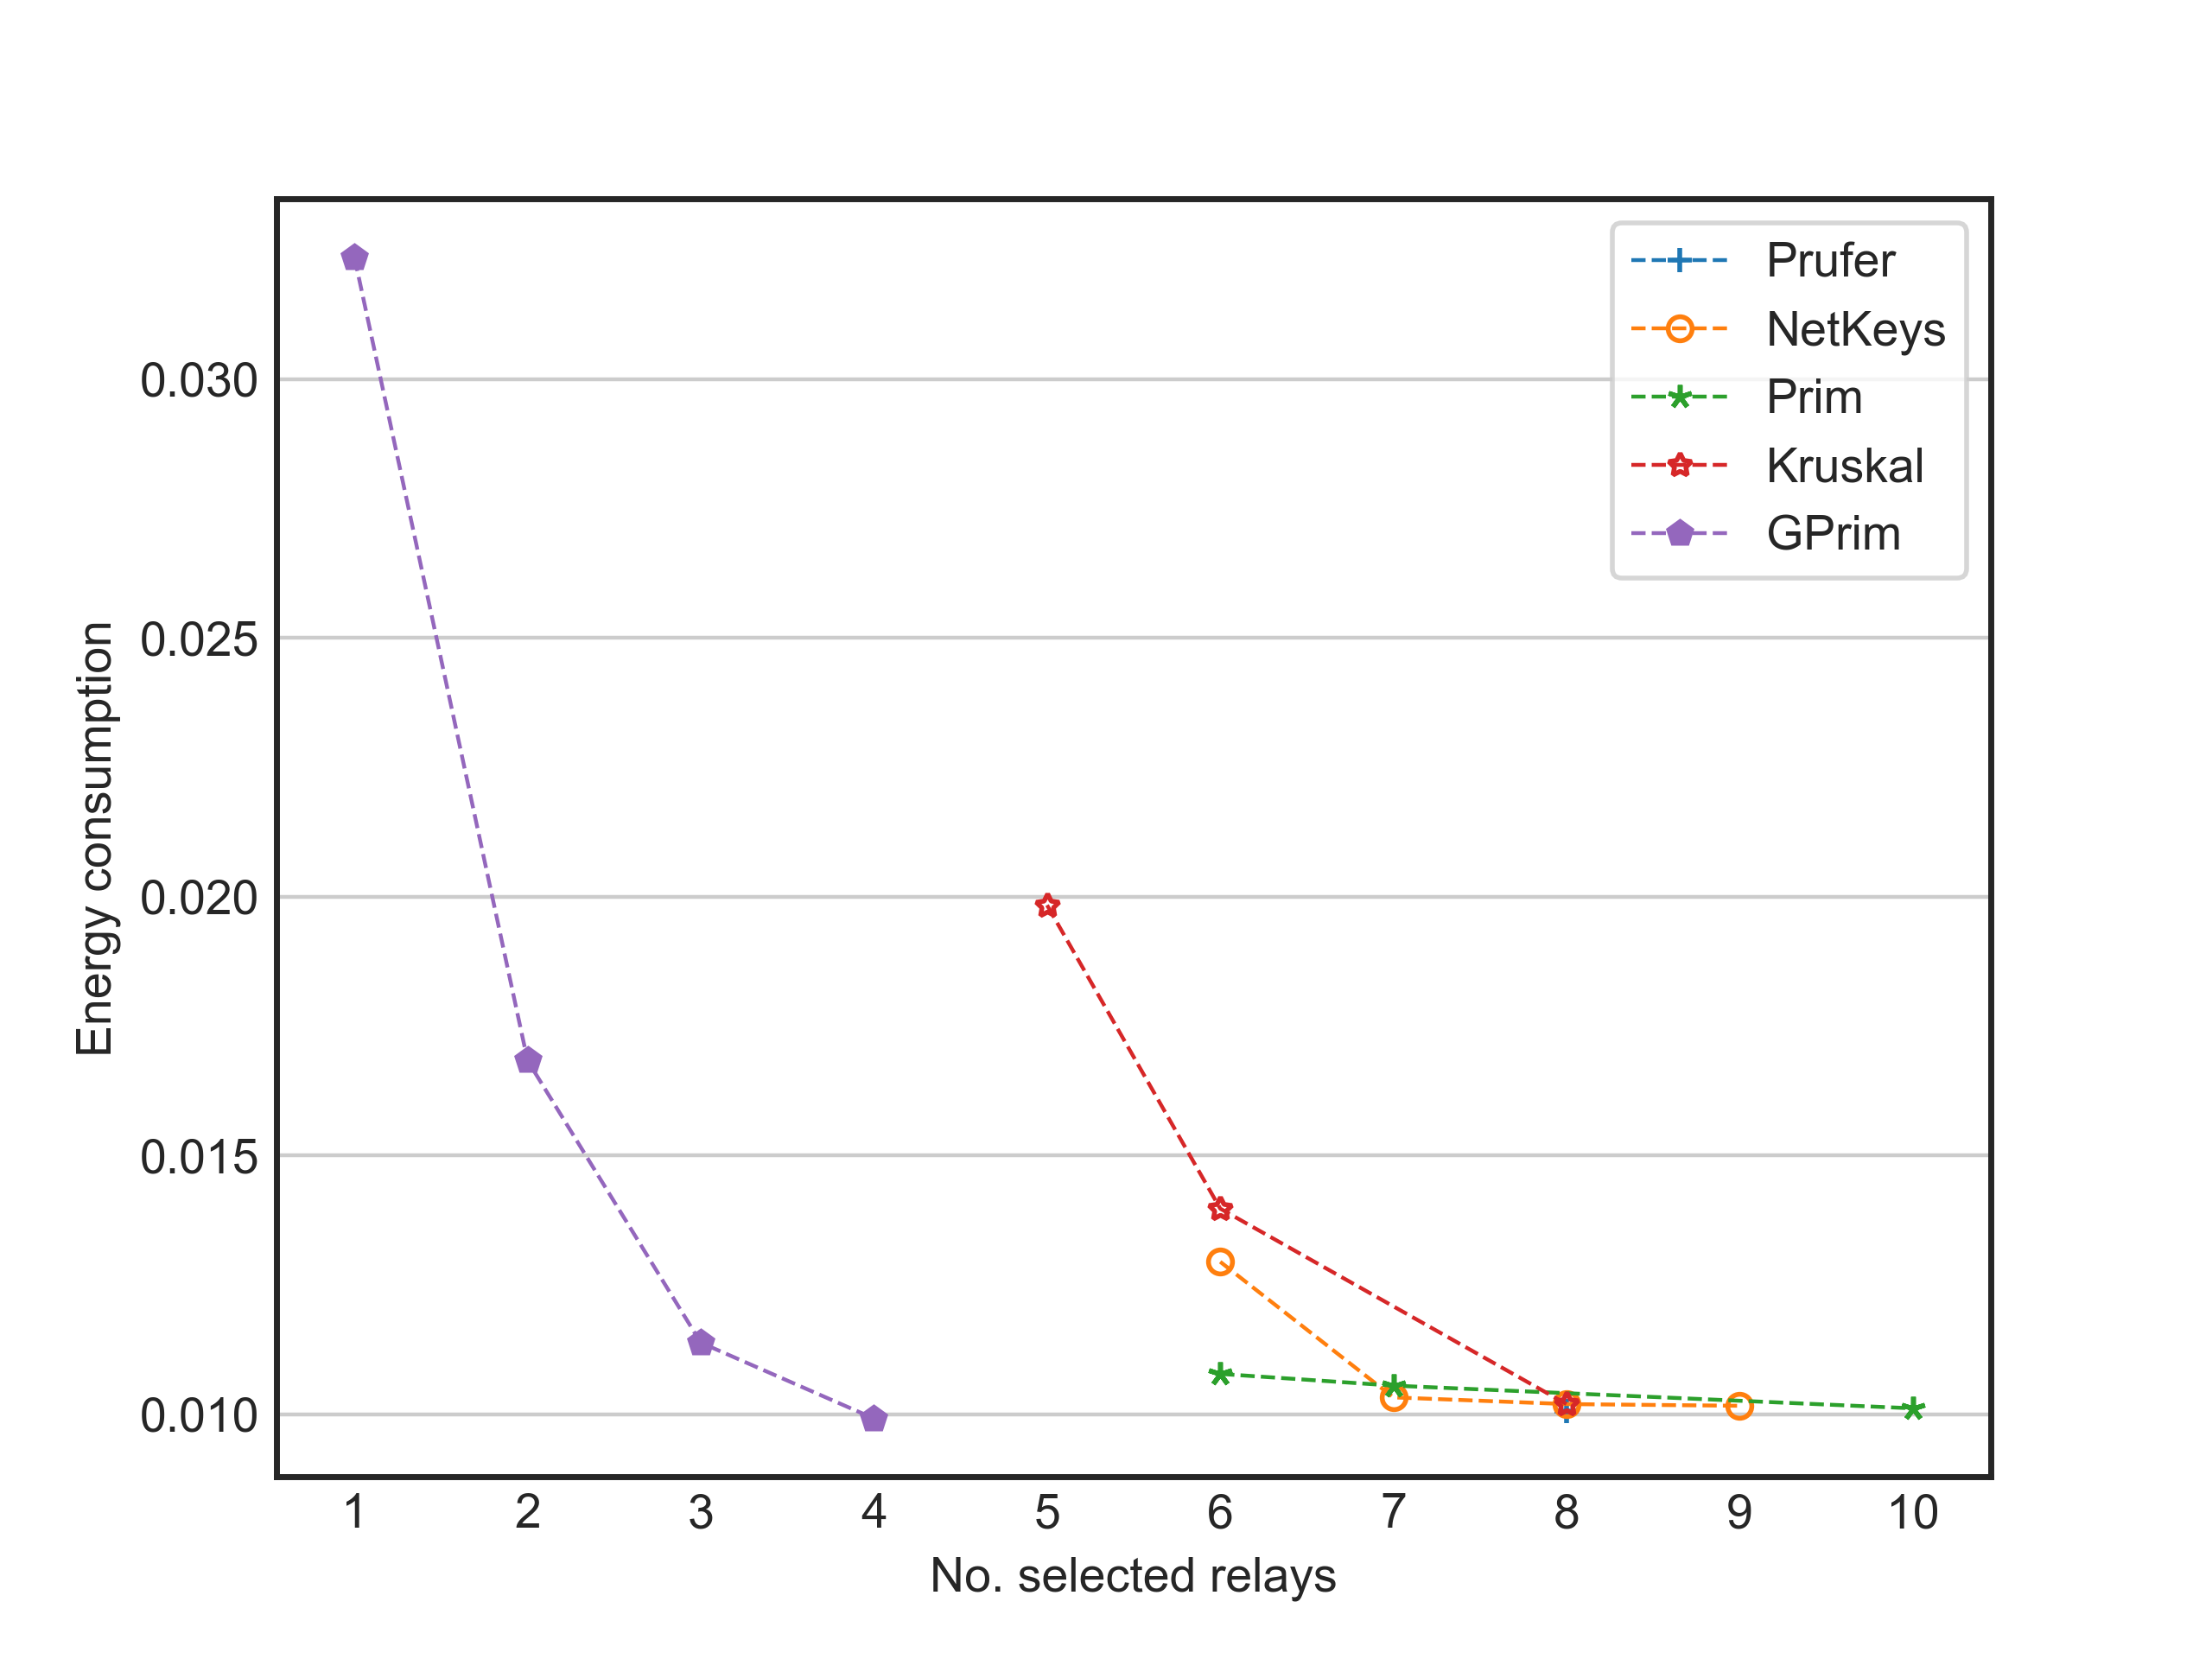 Prufer
NetKeys
Prim
Kruskal
GPrim
0.030
0.025
0.020
0.015
0.010
Energy consumption
1 2 3 4 5 6 7 8 9 10
No. selected relays